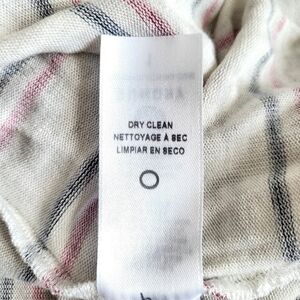 DRY CLEAN
NETTOYAGE À SEC
LIMPIAR EN SECO